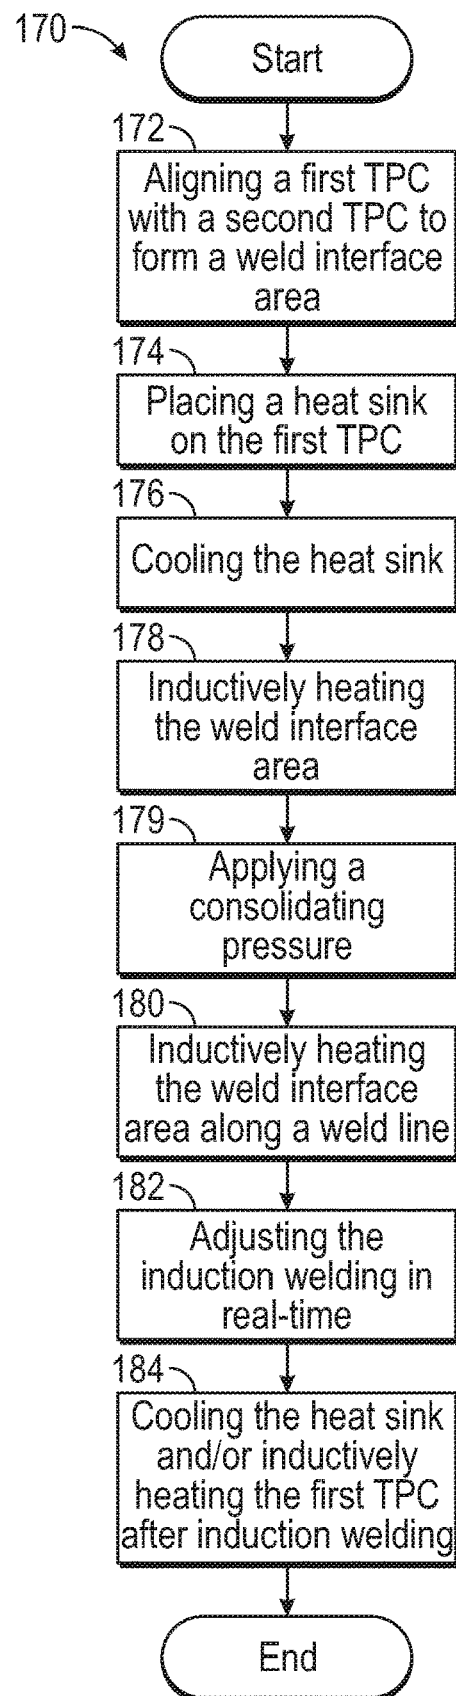 170
Start
172
Aligning a first TPC
with a second TPC to
form a weld interface
area
174
Placing a heat sink
on the first TPC
176
Cooling the heat sink
178
Inductively heating
the weld interface
area
179
Applying a
consolidating
pressure
180
Inductively heating
the weld interface
area along a weld line
182
Adjusting the
induction welding in
real-time
184
Cooling the heat sink
and/or inductively
heating the first TPC
after induction welding
End